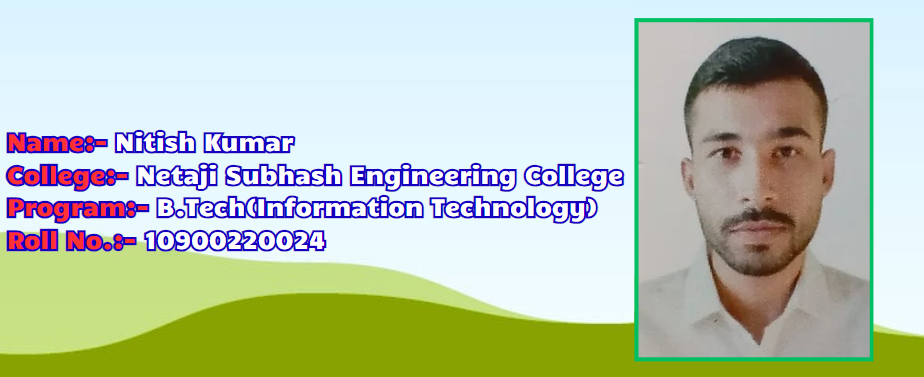 Name:- Nitish Kumar
College:- Netaji Subhash Engineering College
Program:- B.Tech(Information Technology)
Roll No.:- 10900220024